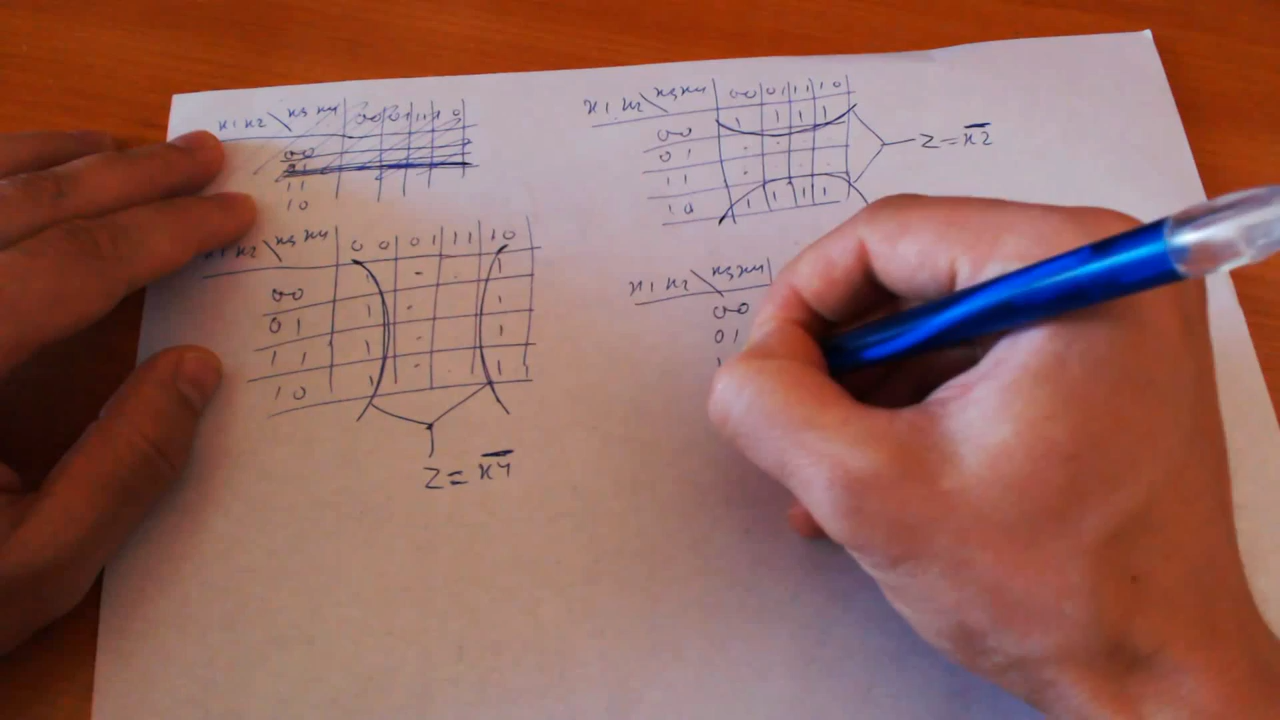 x1 x2 \ x3 x4 00 01 11 10
00
01
11
10
x1 x2 \ x3 x4 00 01 11 10
00 1 1 1 1
01 - - - -
11 - - - -
10 1 1 1 1
z = x̅2̅
x1 x2 \ x3 x4 00 01 11 10
00 1 - - 1
01 1 - - 1
11 1 - - 1
10 1 - - 1
z = x̅4̅
x1 x2 \ x3 x4
00
01